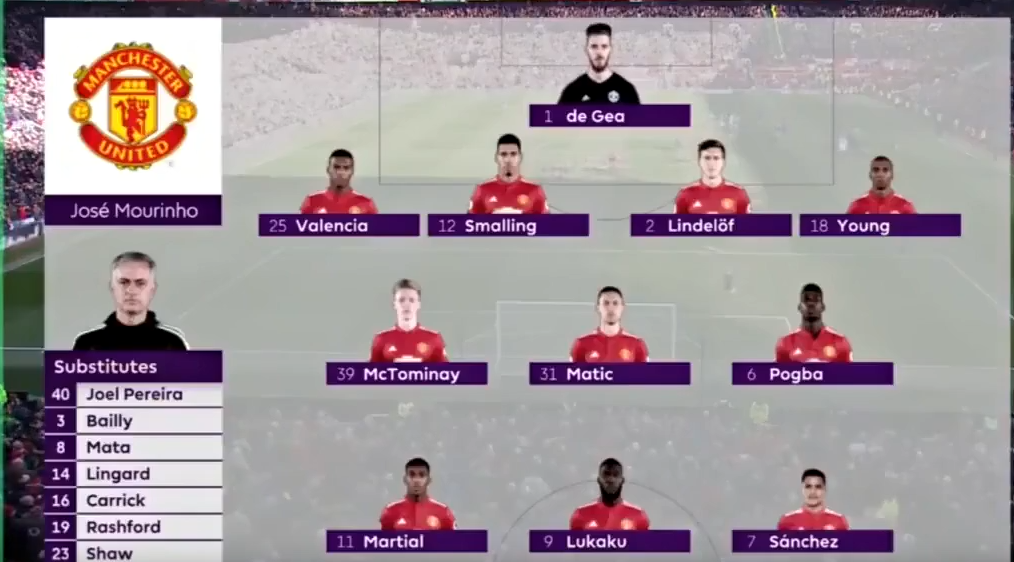 MANCHESTER
UNITED
José Mourinho
1 de Gea
25 Valencia
12 Smalling
2 Lindelöf
18 Young
39 McTominay
31 Matic
6 Pogba
11 Martial
9 Lukaku
7 Sánchez
Substitutes
40 Joel Pereira
3 Bailly
8 Mata
14 Lingard
16 Carrick
19 Rashford
23 Shaw